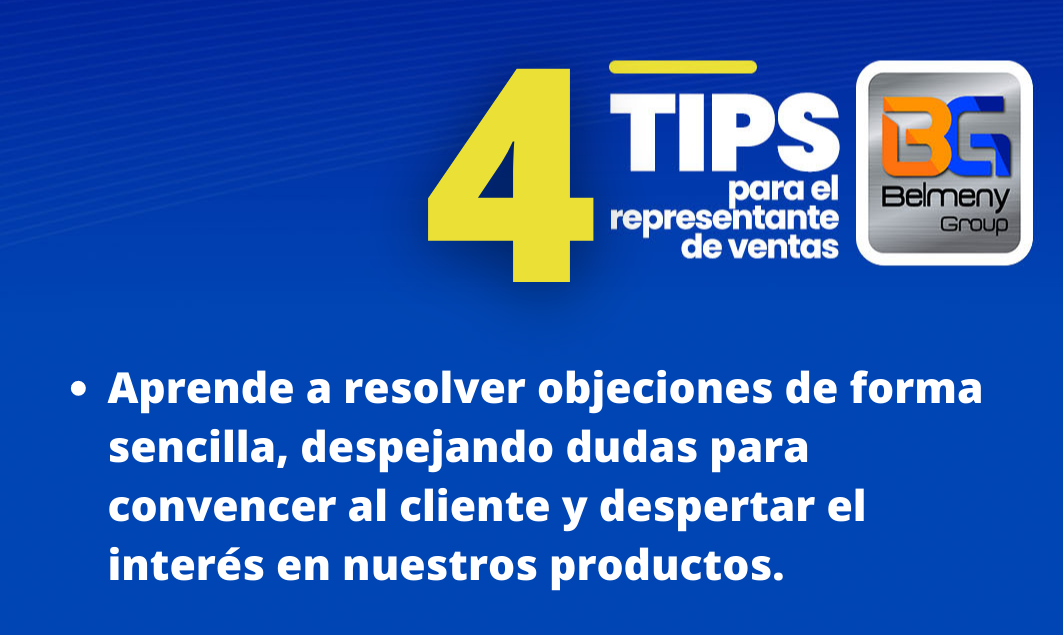 4
TIPS
para el
representante
de ventas
BG
Belmeny
Group
• Aprende a resolver objeciones de forma
sencilla, despejando dudas para
convencer al cliente y despertar el
interés en nuestros productos.